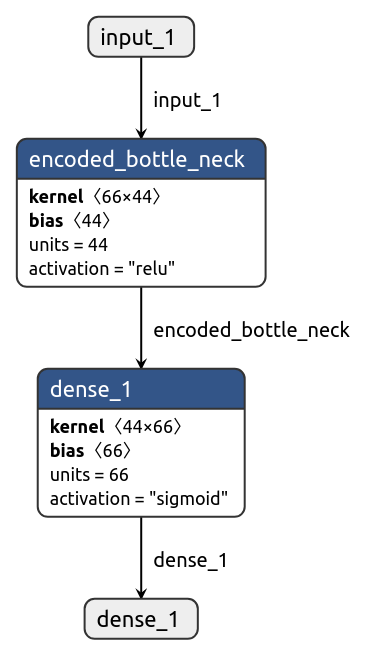 input_1
input_1
encoded_bottle_neck
kernel〈66×44〉
bias〈44〉
units = 44
activation = "relu"
encoded_bottle_neck
dense_1
kernel〈44×66〉
bias〈66〉
units = 66
activation = "sigmoid"
dense_1
dense_1